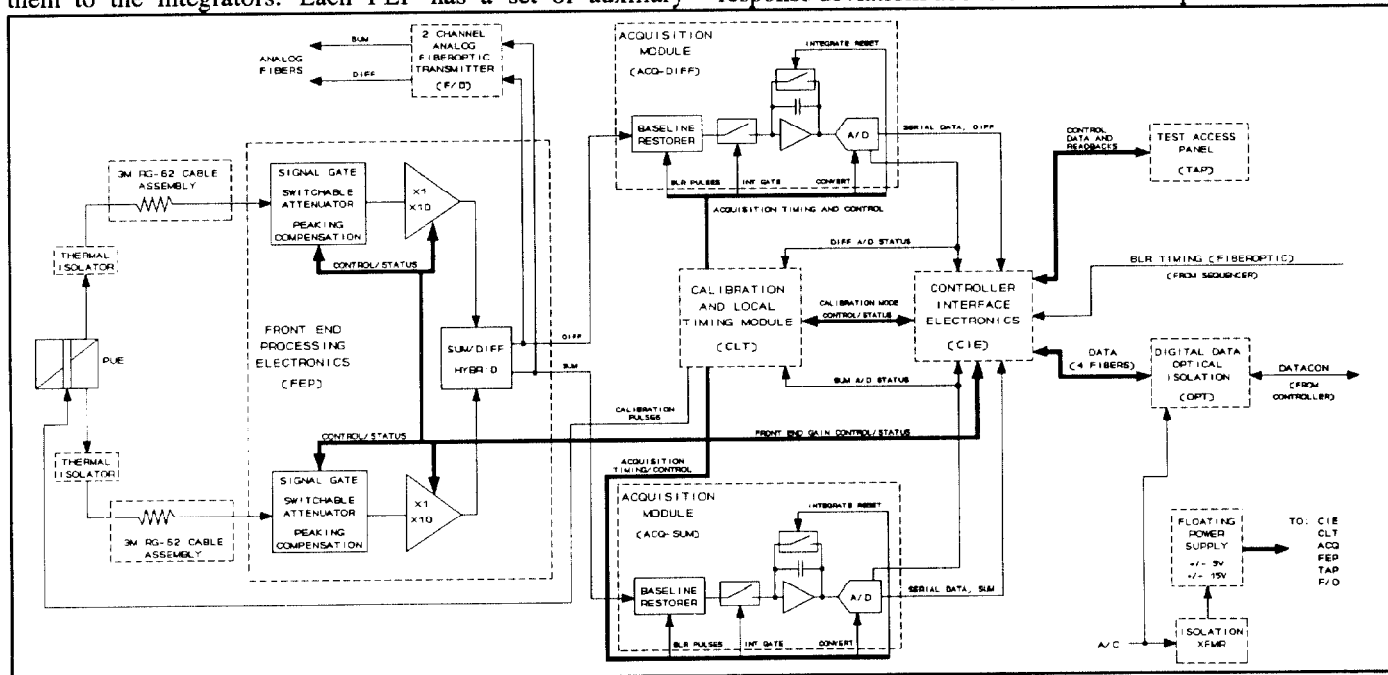 them to the integrators. Each FEP has a set of auxiliary
SUM
ANALOG
FIBERS
DIFF
2 CHANNEL
ANALOG
FIBEROPTIC
TRANSMITTER
(F/O)
ACQUISITION
MODULE
(ACQ-DIFF)
INTEGRATE RESET
BASELINE
RESTORER
A/D
SERIAL DATA, DIFF
BLR PULSES
INT GATE
CONVERT
ACQUISITION TIMING AND CONTROL
CONTROL
DATA AND
READBACKS
TEST ACCESS
PANEL
(TAP)
3M RG-62 CABLE
ASSEMBLY
SIGNAL GATE
SWITCHABLE
ATTENUATOR
PEAKING
COMPENSATION
X1
X10
CONTROL/STATUS
THERMAL
ISOLATOR
PUE
FRONT END
PROCESSING
ELECTRONICS
(FEP)
SUM/DIFF
HYBRID
DIFF
SUM
DIFF A/D STATUS
CALIBRATION
AND LOCAL
TIMING MODULE
(CLT)
CALIBRATION MODE
CONTROL/STATUS
CONTROLLER
INTERFACE
ELECTRONICS
(CIE)
BLR TIMING (FIBEROPTIC)
(FROM SEQUENCER)
DATA
(4 FIBERS)
DIGITAL DATA
OPTICAL
ISOLATION
(OPT)
DATACON
(FROM
CONTROLLER)
SUM A/D STATUS
CALIBRATION
PULSES
CONTROL/STATUS
FRONT END GAIN CONTROL/STATUS
ACQUISITION
TIMING/CONTROL
THERMAL
ISOLATOR
3M RG-62 CABLE
ASSEMBLY
SIGNAL GATE
SWITCHABLE
ATTENUATOR
PEAKING
COMPENSATION
X1
X10
ACQUISITION
MODULE
(ACQ-SUM)
INTEGRATE RESET
BASELINE
RESTORER
A/D
SERIAL DATA, SUM
BLR PULSES
INT GATE
CONVERT
FLOATING
POWER
SUPPLY
+/- 5V
+/- 15V
TO: CIE
CLT
ACQ
FEP
TAP
F/O
A/C
ISOLATION
XFMR